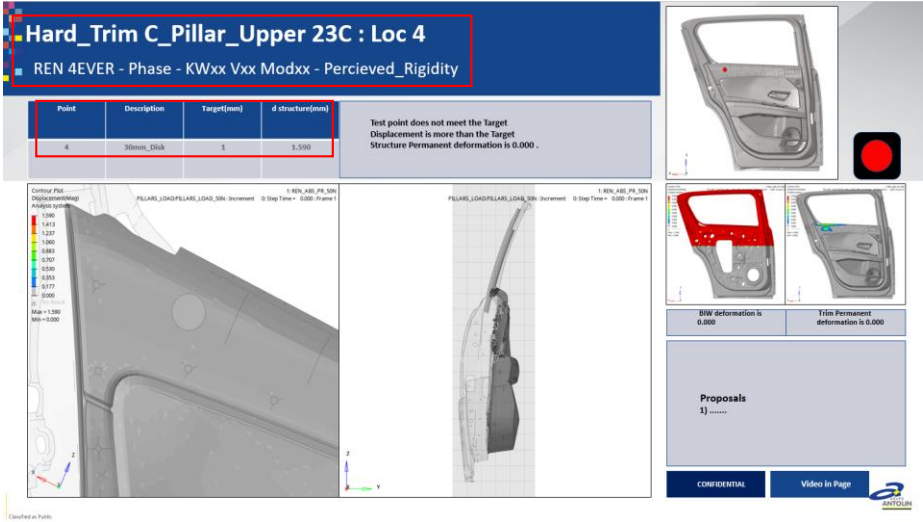 Hard_Trim C_Pillar_Upper 23C : Loc 4
REN 4EVER - Phase - KWxx Vxx Modxx - Percieved_Rigidity
Point Description Target(mm) d structure(mm)
4 30mm_Disk 1 1.590
Test point does not meet the Target
Displacement is more than the Target
Structure Permanent deformation is 0.000 .
Contour Plot
Displacement(Mag)
Analysis system
1.590
1.413
1.237
1.060
0.883
0.707
0.530
0.353
0.177
0.000
No Result
Max = 1.590
Min = 0.000
1: REN_ABS_PR_50N
PILLARS_LOAD:PILLARS_LOAD_50N : Increment 0: Step Time = 0.000 : Frame 1
Z
X
1: REN_ABS_PR_50N
PILLARS_LOAD:PILLARS_LOAD_50N : Increment 0: Step Time = 0.000 : Frame 1
Z
Y
BIW deformation is
0.000
Trim Permanent
deformation is 0.000
Proposals
1) .......
CONFIDENTIAL
Video in Page
GRUPO
ANTOLIN
Classified as Public